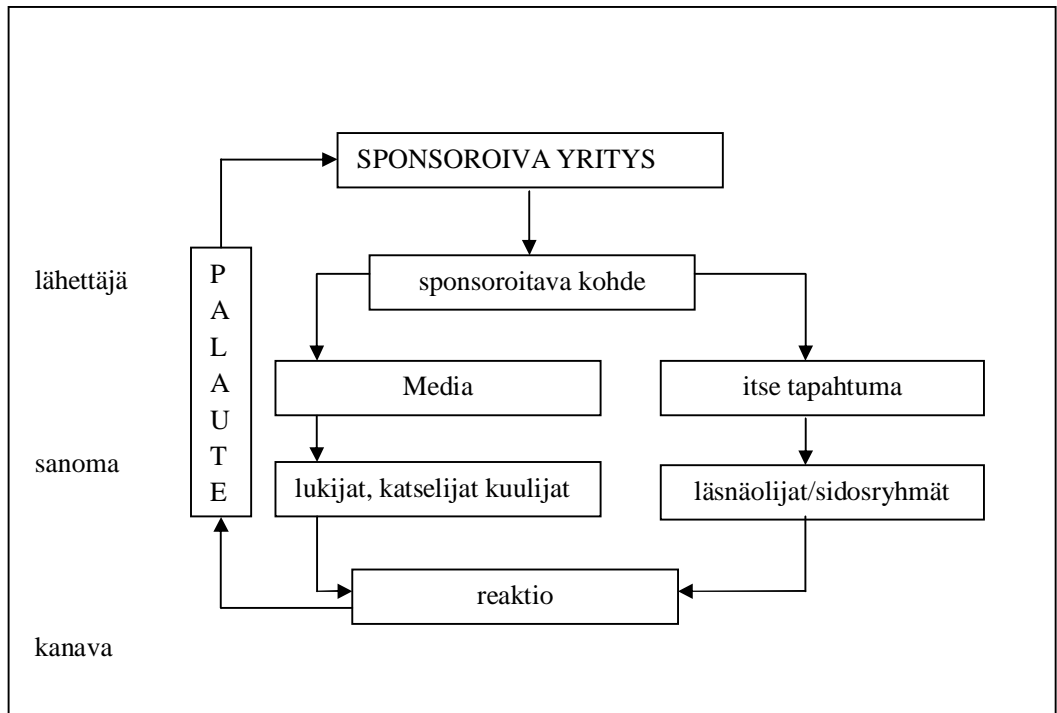 SPONSOROIVA YRITYS
lähettäjä
P
A
L
A
U
T
E
sponsoroitava kohde
Media
itse tapahtuma
sanoma
lukijat, katselijat kuulijat
läsnäolijat/sidosryhmät
reaktio
kanava